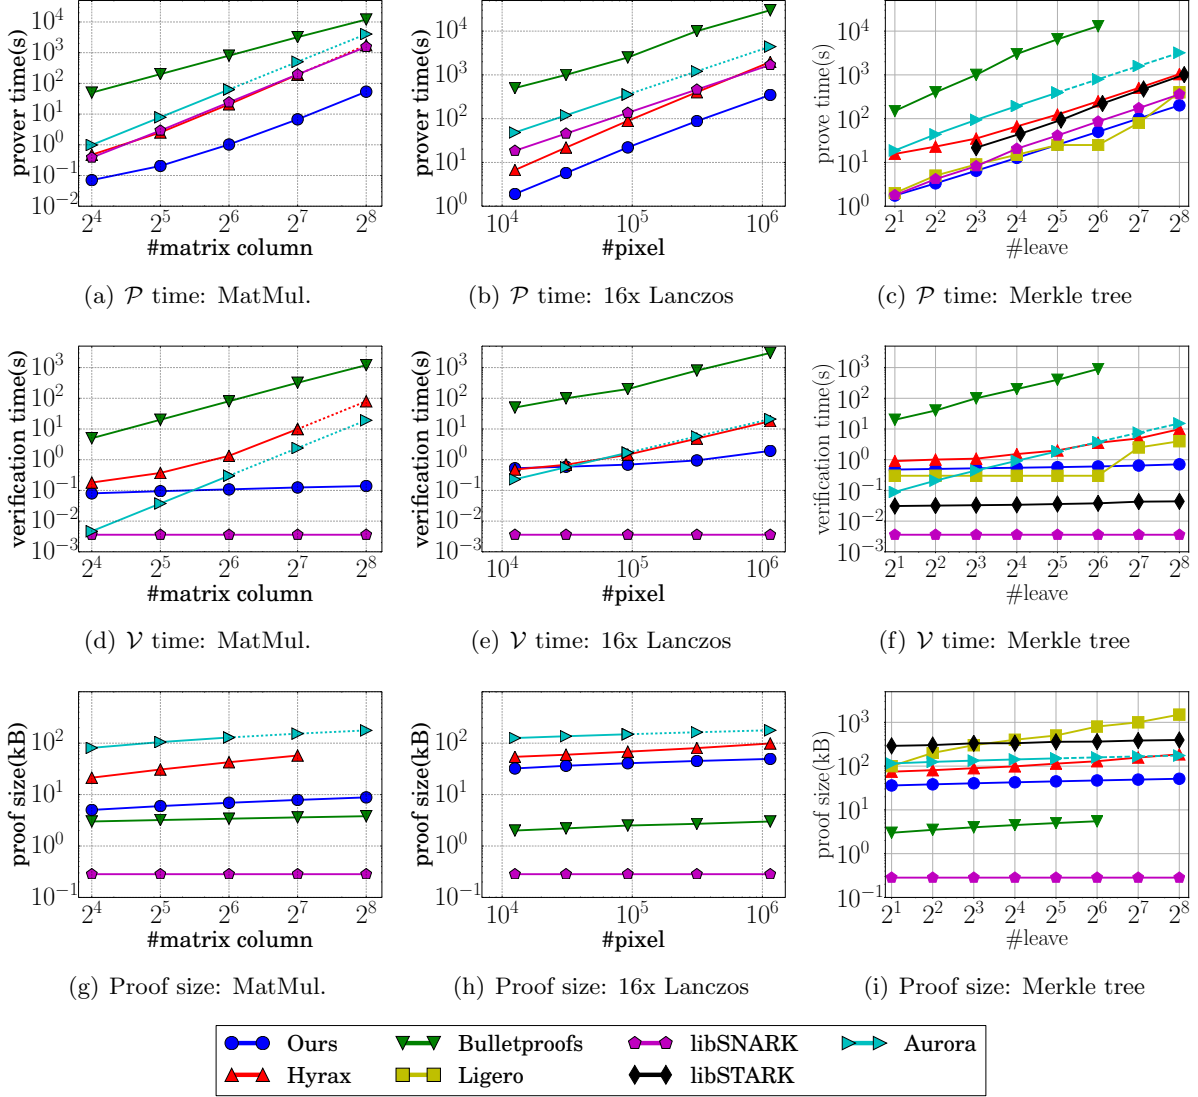 prover time(s)
10^4
10^3
10^2
10^1
10^0
10^-1
10^-2
2^4 2^5 2^6 2^7 2^8
#matrix column
(a) P time: MatMul.
prover time(s)
10^4
10^3
10^2
10^1
10^0
10^4 10^5 10^6
#pixel
(b) P time: 16x Lanczos
prove time(s)
10^4
10^3
10^2
10^1
10^0
2^1 2^2 2^3 2^4 2^5 2^6 2^7 2^8
#leave
(c) P time: Merkle tree
verification time(s)
10^3
10^2
10^1
10^0
10^-1
10^-2
10^-3
2^4 2^5 2^6 2^7 2^8
#matrix column
(d) V time: MatMul.
verification time(s)
10^3
10^2
10^1
10^0
10^-1
10^-2
10^-3
10^4 10^5 10^6
#pixel
(e) V time: 16x Lanczos
verification time(s)
10^3
10^2
10^1
10^0
10^-1
10^-2
10^-3
2^1 2^2 2^3 2^4 2^5 2^6 2^7 2^8
#leave
(f) V time: Merkle tree
proof size(kB)
10^2
10^1
10^0
10^-1
2^4 2^5 2^6 2^7 2^8
#matrix column
(g) Proof size: MatMul.
proof size(kB)
10^2
10^1
10^0
10^-1
10^4 10^5 10^6
#pixel
(h) Proof size: 16x Lanczos
proof size(kB)
10^3
10^2
10^1
10^0
10^-1
2^1 2^2 2^3 2^4 2^5 2^6 2^7 2^8
#leave
(i) Proof size: Merkle tree
Ours Bulletproofs libSNARK Aurora
Hyrax Ligero libSTARK